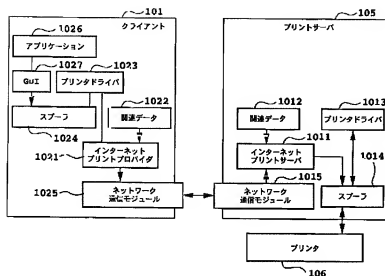 101
クライアント
1026
アプリケーション
1027
1023
GUI
プリンタドライバ
1022
スプーラ
関連データ
1024
1021
インターネット
プリントプロバイダ
1025
ネットワーク
通信モジュール
105
プリントサーバ
1012
1013
関連データ
プリンタドライバ
1011
インターネット
プリントサーバ
1014
1015
ネットワーク
通信モジュール
スプーラ
プリンタ
106